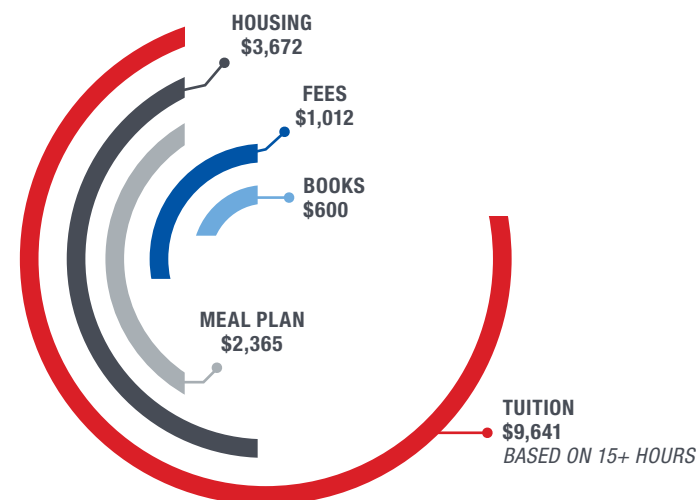 HOUSING
$3,672
FEES
$1,012
BOOKS
$600
MEAL PLAN
$2,365
TUITION
$9,641
BASED ON 15+ HOURS